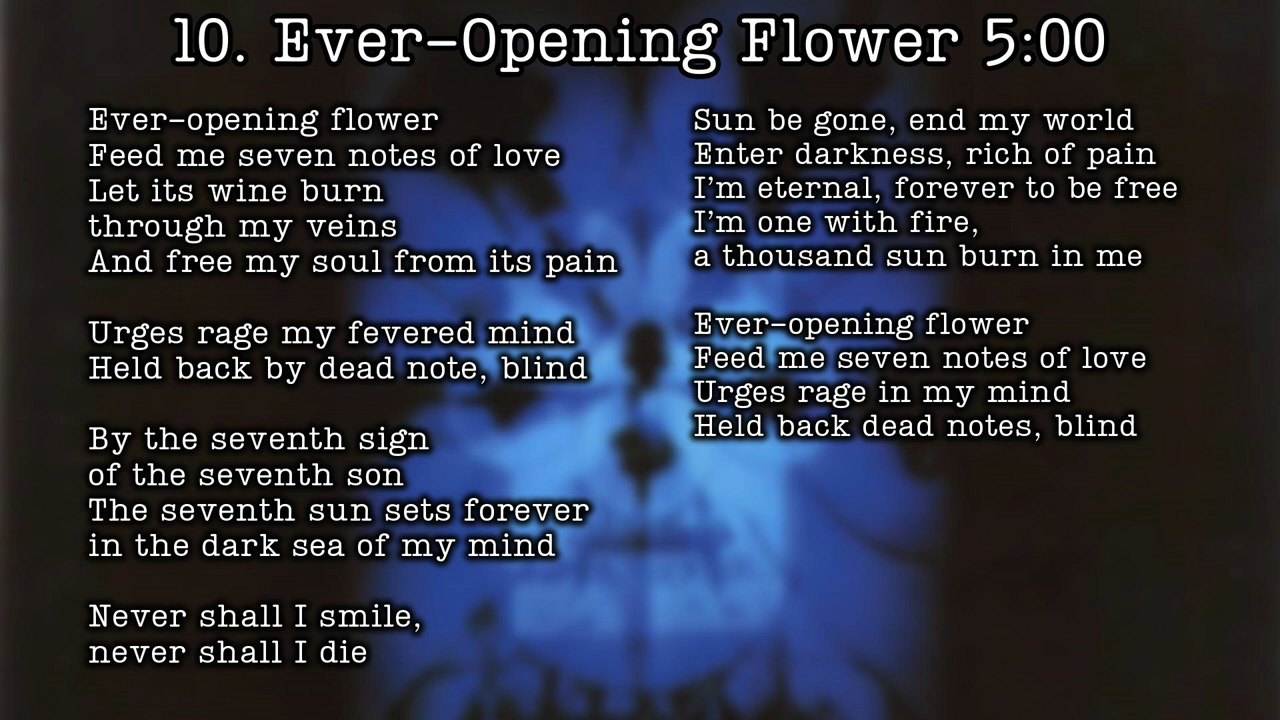 10. Ever-Opening Flower 5:00
Ever-opening flower
Feed me seven notes of love
Let its wine burn
through my veins
And free my soul from its pain
Urges rage my fevered mind
Held back by dead note, blind
By the seventh sign
of the seventh son
The seventh sun sets forever
in the dark sea of my mind
Never shall I smile,
never shall I die
Sun be gone, end my world
Enter darkness, rich of pain
I'm eternal, forever to be free
I'm one with fire,
a thousand sun burn in me
Ever-opening flower
Feed me seven notes of love
Urges rage in my mind
Held back dead notes, blind